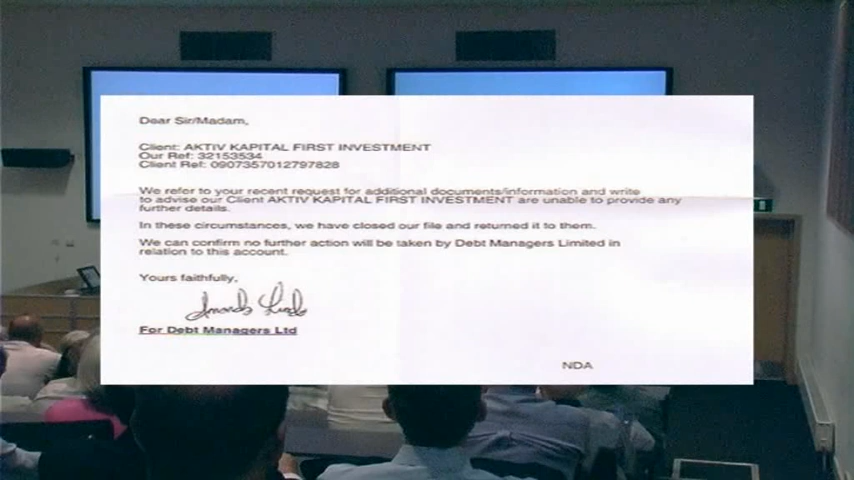 Dear Sir/Madam,
Client: AKTIV KAPITAL FIRST INVESTMENT
Our Ref: 32153534
Client Ref: 0907357012797828
We refer to your recent request for additional documents/information and write
to advise our Client AKTIV KAPITAL FIRST INVESTMENT are unable to provide any
further details.
In these circumstances, we have closed our file and returned it to them.
We can confirm no further action will be taken by Debt Managers Limited in
relation to this account.
Yours faithfully,
For Debt Managers Ltd
NDA